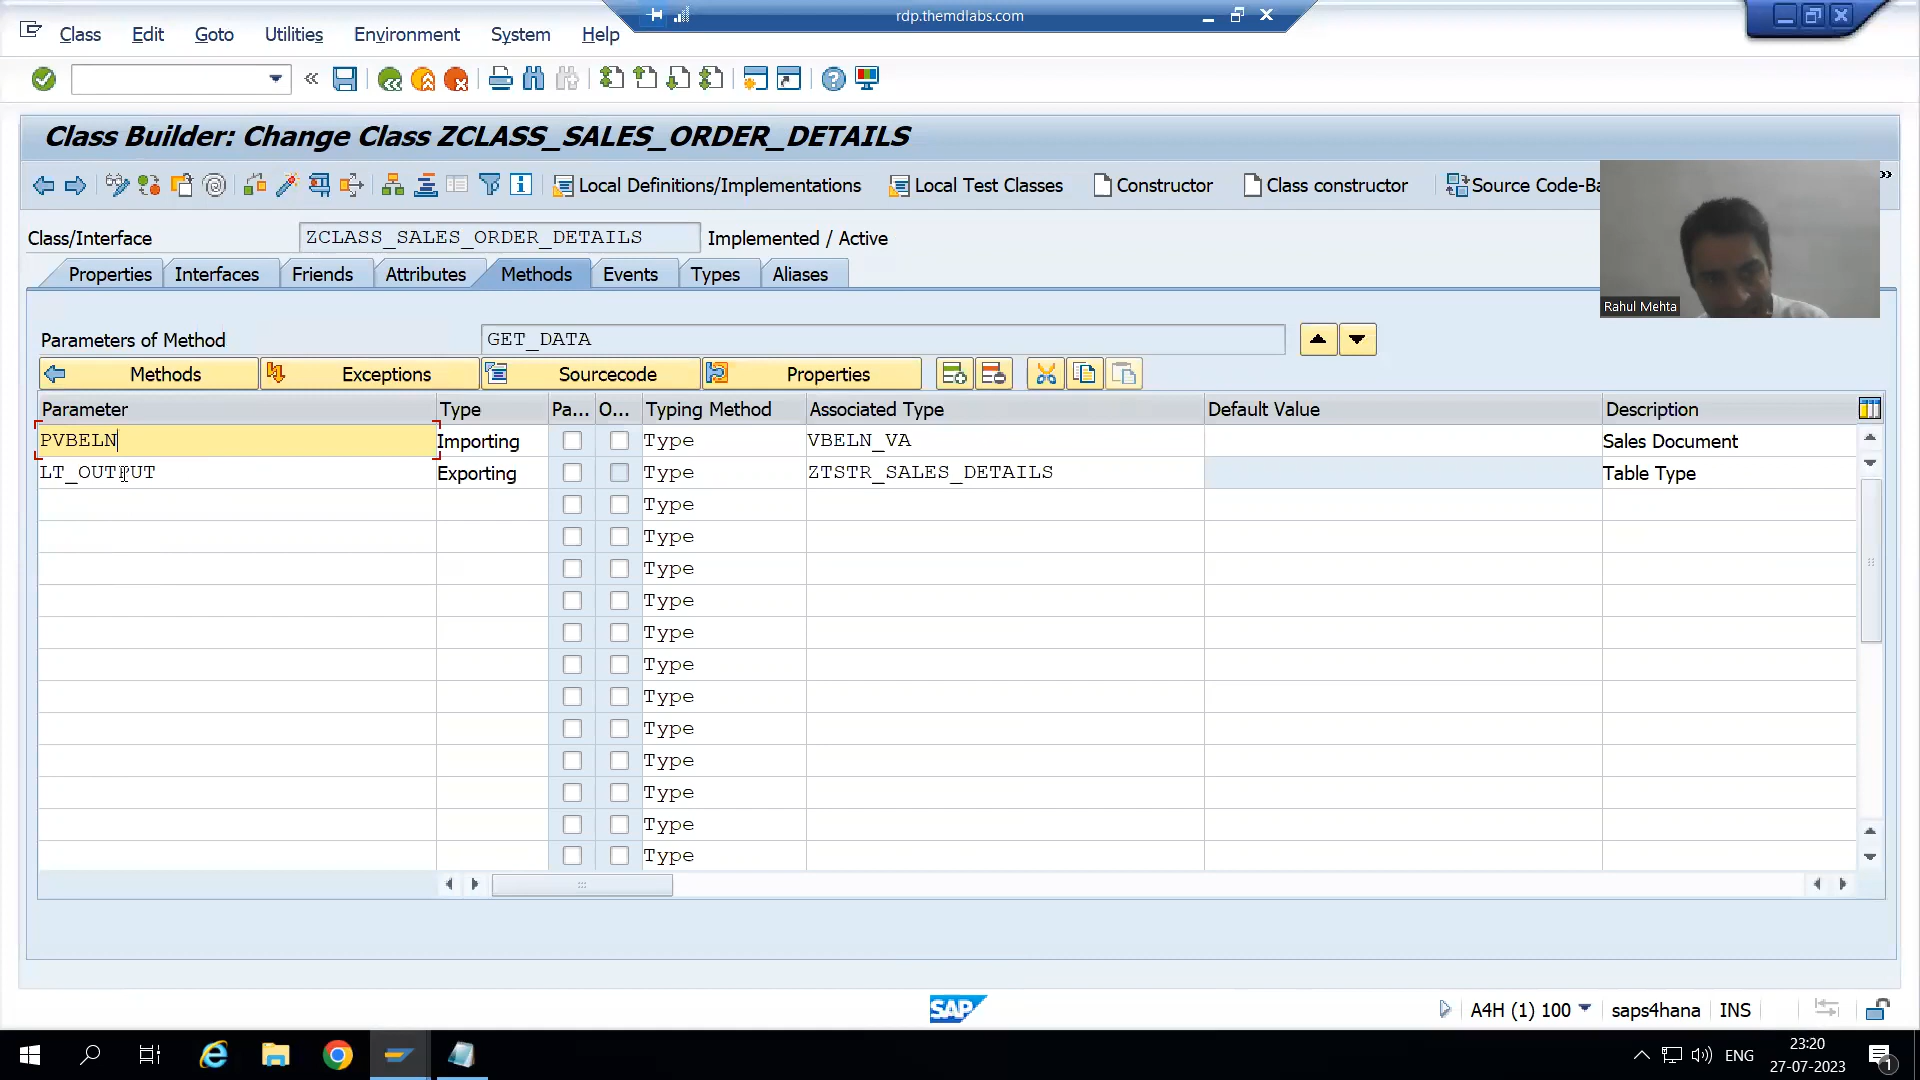 rdp.themdlabs.com
Class Edit Goto Utilities Environment System Help
Class Builder: Change Class ZCLASS_SALES_ORDER_DETAILS
Local Definitions/Implementations Local Test Classes Constructor Class constructor Source Code-Ba
Class/Interface ZCLASS_SALES_ORDER_DETAILS Implemented / Active
Rahul Mehta
Properties Interfaces Friends Attributes Methods Events Types Aliases
Parameters of Method GET_DATA
Methods Exceptions Sourcecode Properties
Parameter Type Pa... O... Typing Method Associated Type Default Value Description
PVBELN Importing Type VBELN_VA Sales Document
LT_OUTPUT Exporting Type ZTSTR_SALES_DETAILS Table Type
Type
Type
Type
Type
Type
Type
Type
Type
Type
Type
Type
Type
SAP A4H (1) 100 saps4hana INS
ENG 23:20
27-07-2023 1